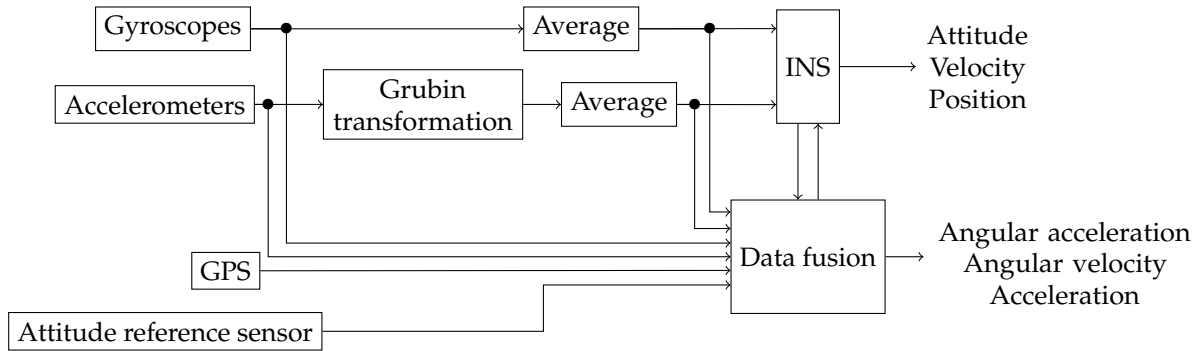 Gyroscopes
Average
INS
Attitude
Velocity
Position
Accelerometers
Grubin
transformation
Average
Data fusion
Angular acceleration
Angular velocity
Acceleration
GPS
Attitude reference sensor